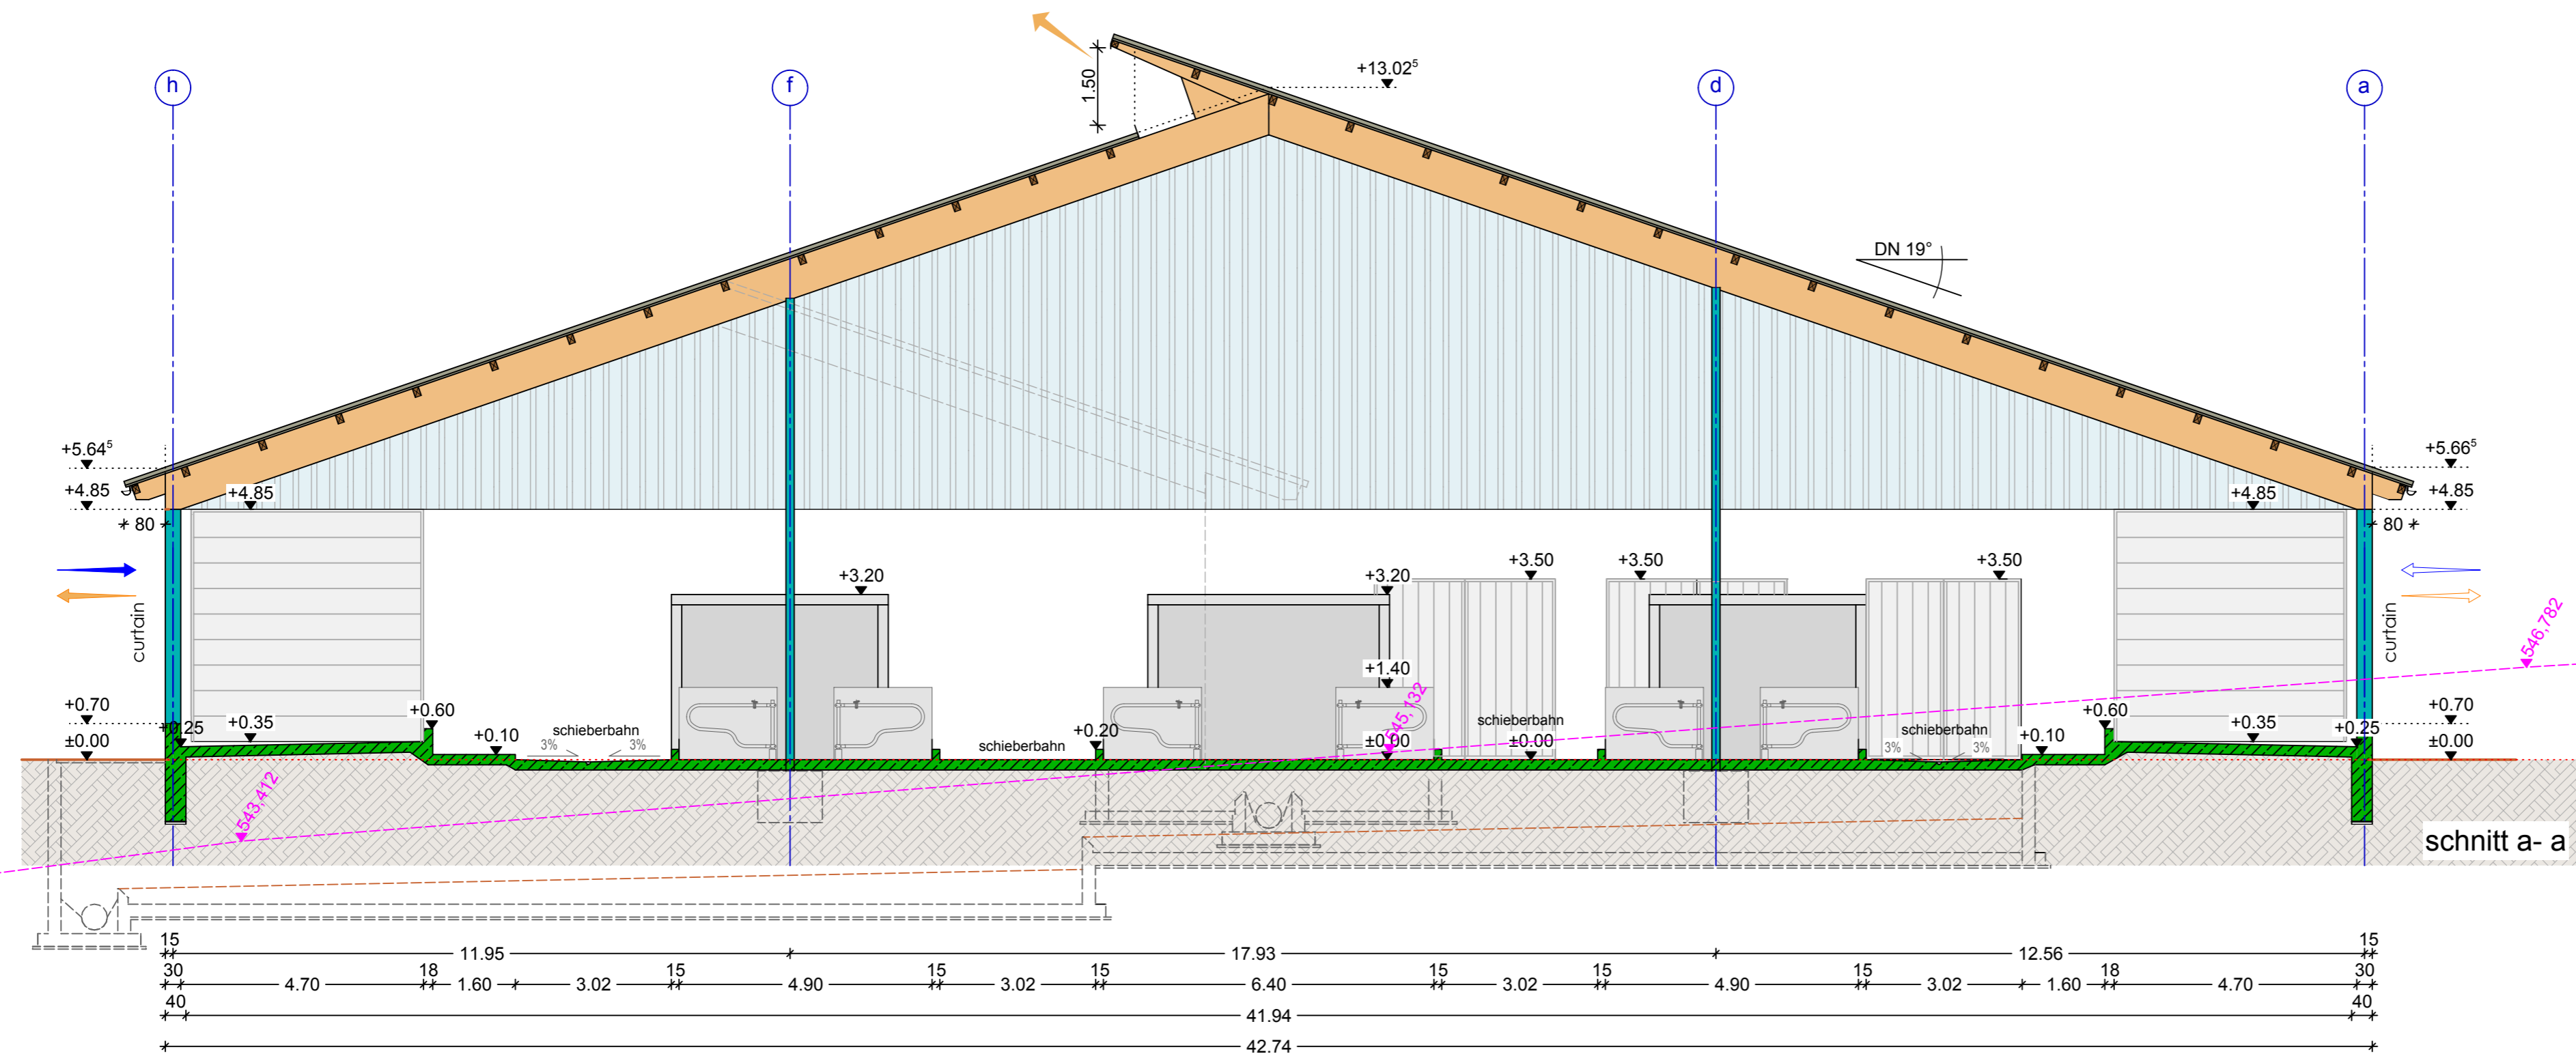 h
f
d
a
1.50
+13.02⁵
DN 19°
+5.64⁵
+4.85
+4.85
80
+5.66⁵
+4.85
+4.85
80
curtain
curtain
+3.20
+3.20
+3.50
+3.50
+3.50
+1.40
546,782
545,132
543,412
+0.70
±0.00
+0.25
+0.35
+0.60
+0.10
schieberbahn
3%
3%
schieberbahn
+0.20
±0.00
schieberbahn
±0.00
schieberbahn
3%
3%
+0.10
+0.60
+0.35
+0.25
+0.70
±0.00
schnitt a- a
15 11.95 17.93 12.56 15
30 4.70 18 1.60 3.02 15 4.90 15 3.02 15 6.40 15 3.02 15 4.90 15 3.02 1.60 18 4.70 30
40 41.94 40
42.74